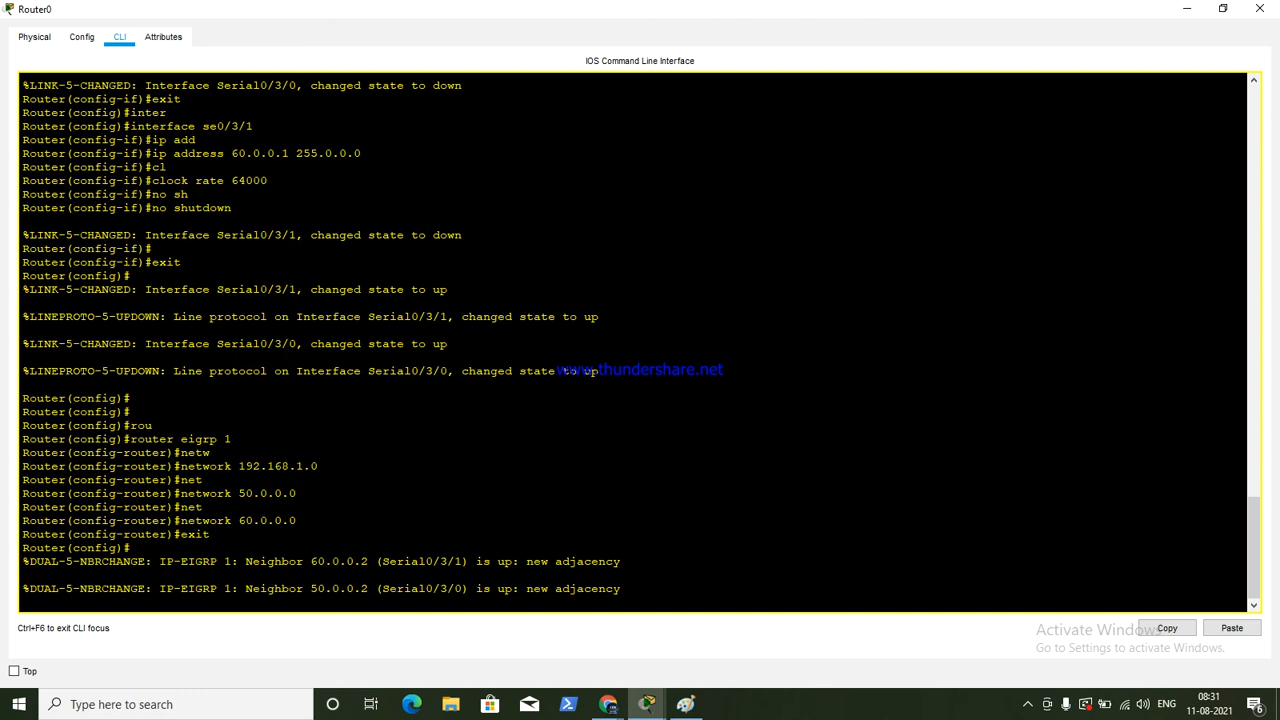 Router0
Physical Config CLI Attributes
IOS Command Line Interface
%LINK-5-CHANGED: Interface Serial0/3/0, changed state to down
Router(config-if)#exit
Router(config)#inter
Router(config)#interface se0/3/1
Router(config-if)#ip add
Router(config-if)#ip address 60.0.0.1 255.0.0.0
Router(config-if)#cl
Router(config-if)#clock rate 64000
Router(config-if)#no sh
Router(config-if)#no shutdown
%LINK-5-CHANGED: Interface Serial0/3/1, changed state to down
Router(config-if)#
Router(config-if)#exit
Router(config)#
%LINK-5-CHANGED: Interface Serial0/3/1, changed state to up
%LINEPROTO-5-UPDOWN: Line protocol on Interface Serial0/3/1, changed state to up
%LINK-5-CHANGED: Interface Serial0/3/0, changed state to up
%LINEPROTO-5-UPDOWN: Line protocol on Interface Serial0/3/0, changed state to up
www.thundershare.net
Router(config)#
Router(config)#
Router(config)#rou
Router(config)#router eigrp 1
Router(config-router)#netw
Router(config-router)#network 192.168.1.0
Router(config-router)#net
Router(config-router)#network 50.0.0.0
Router(config-router)#net
Router(config-router)#network 60.0.0.0
Router(config-router)#exit
Router(config)#
%DUAL-5-NBRCHANGE: IP-EIGRP 1: Neighbor 60.0.0.2 (Serial0/3/1) is up: new adjacency
%DUAL-5-NBRCHANGE: IP-EIGRP 1: Neighbor 50.0.0.2 (Serial0/3/0) is up: new adjacency
Ctrl+F6 to exit CLI focus
Copy Paste
Activate Windows
Go to Settings to activate Windows.
Top
Type here to search
ENG
08:31
11-08-2021
6